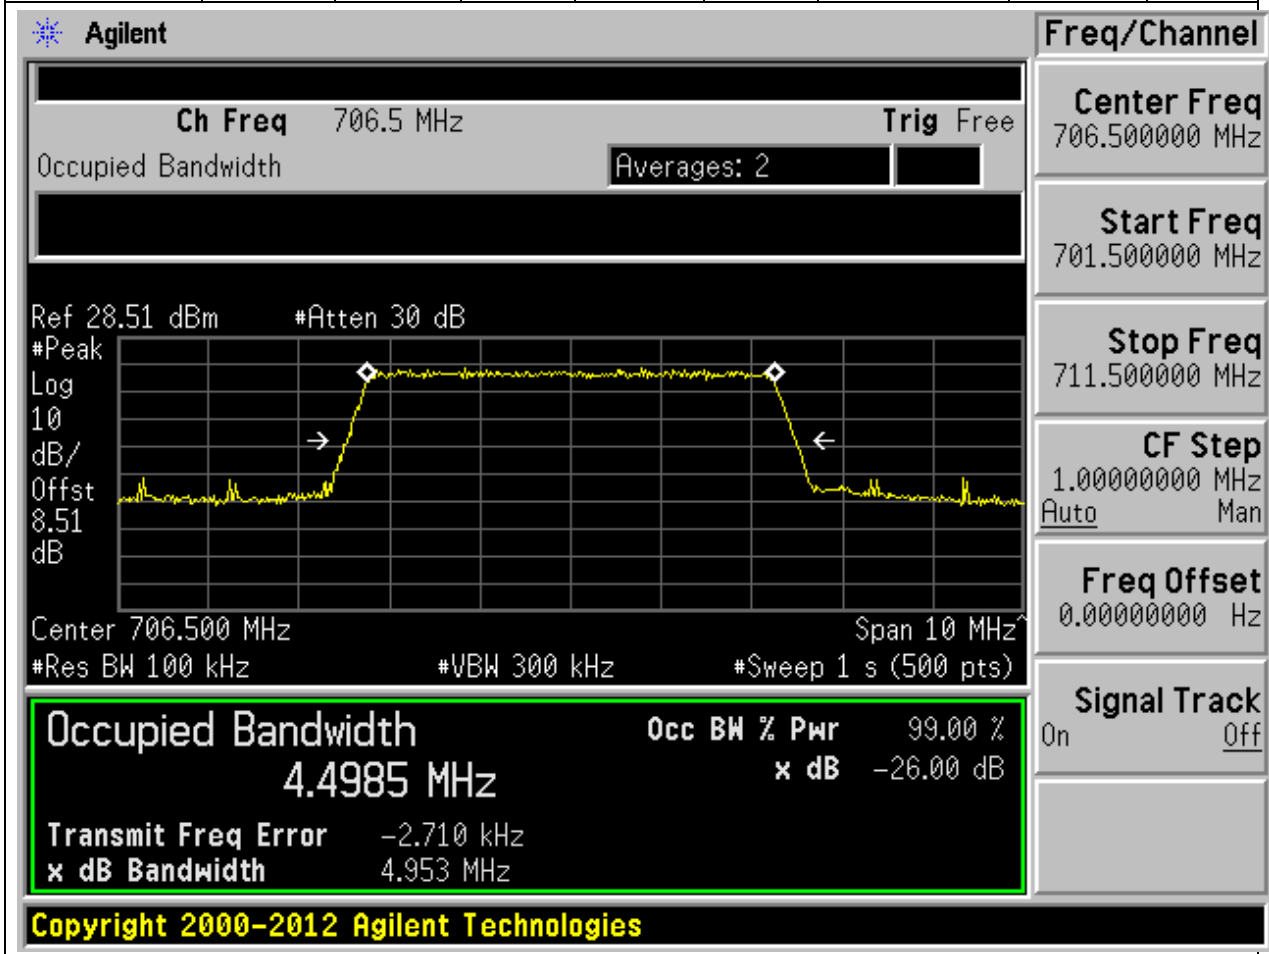 Agilent
Freq/Channel
Ch Freq 706.5 MHz Trig Free
Occupied Bandwidth Averages: 2
Center Freq
706.500000 MHz
Start Freq
701.500000 MHz
Stop Freq
711.500000 MHz
CF Step
1.00000000 MHz
Auto Man
Freq Offset
0.00000000 Hz
Signal Track
On Off
Ref 28.51 dBm #Atten 30 dB
#Peak
Log
10
dB/
Offst
8.51
dB
Center 706.500 MHz Span 10 MHz^
#Res BW 100 kHz #VBW 300 kHz #Sweep 1 s (500 pts)
Occupied Bandwidth Occ BW % Pwr 99.00 %
4.4985 MHz x dB -26.00 dB
Transmit Freq Error -2.710 kHz
x dB Bandwidth 4.953 MHz
Copyright 2000-2012 Agilent Technologies